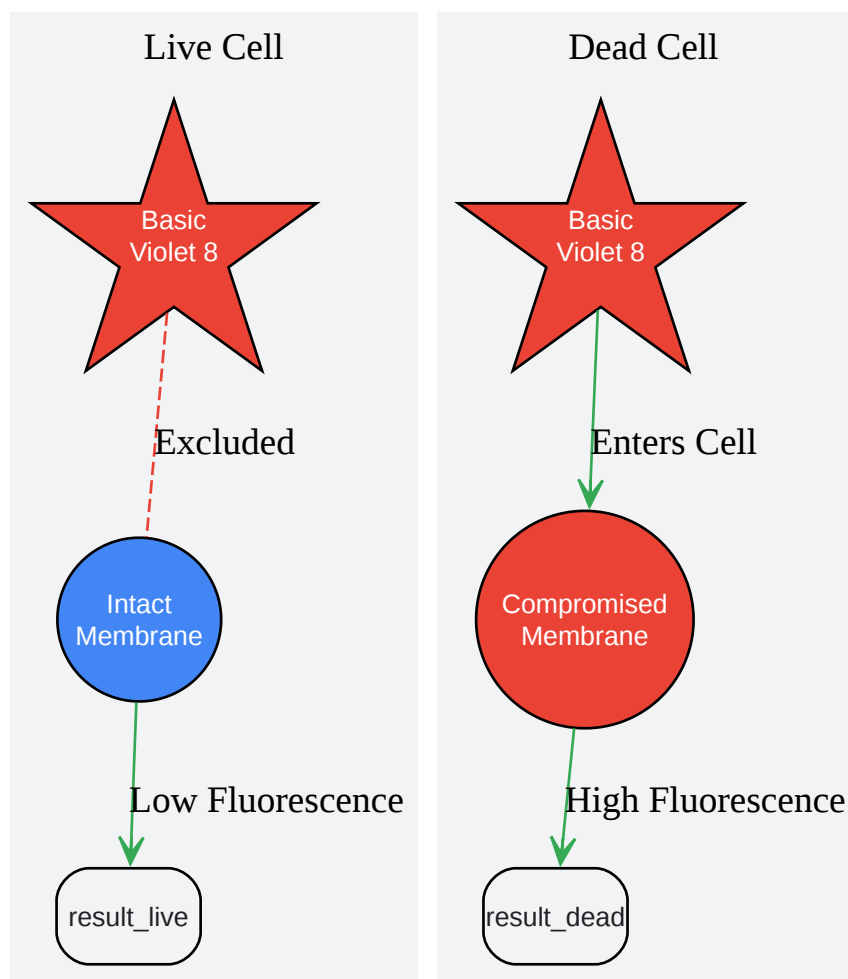 Live Cell
Basic
Violet 8
Excluded
Intact
Membrane
Low Fluorescence
result_live
Dead Cell
Basic
Violet 8
Enters Cell
Compromised
Membrane
High Fluorescence
result_dead